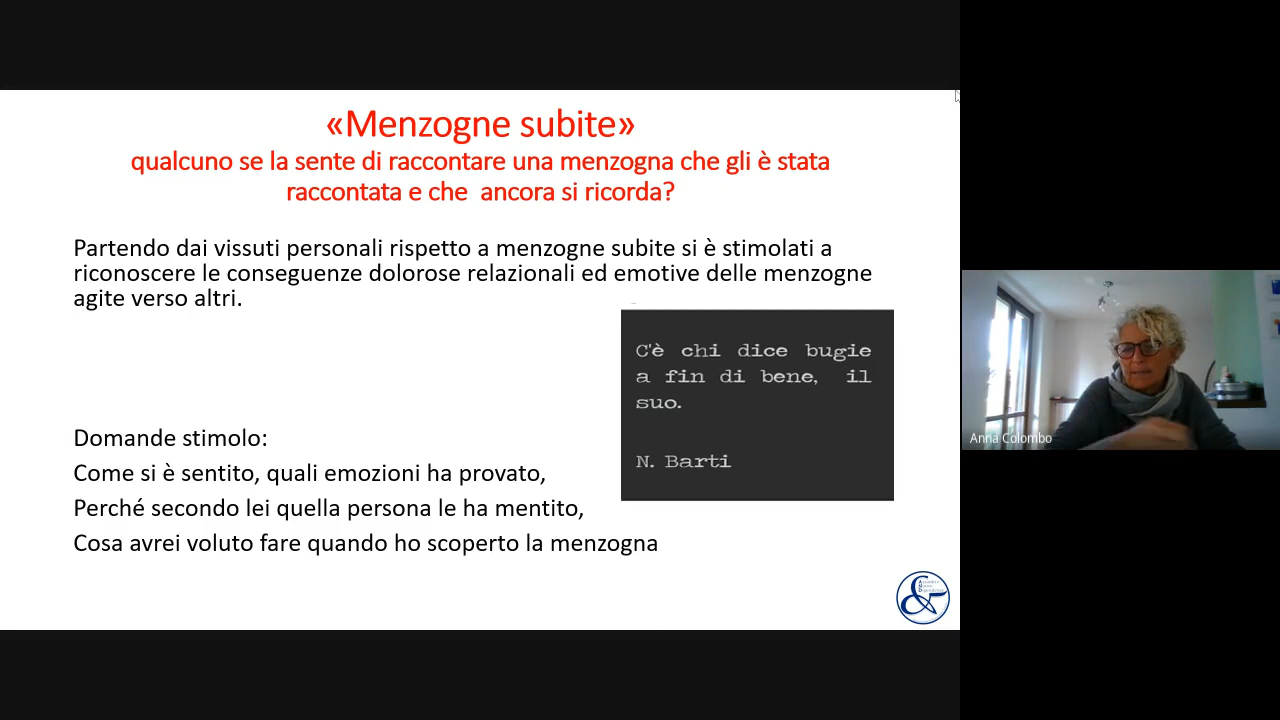 «Menzogne subite»
qualcuno se la sente di raccontare una menzogna che gli è stata
raccontata e che ancora si ricorda?
Partendo dai vissuti personali rispetto a menzogne subite si è stimolati a
riconoscere le conseguenze dolorose relazionali ed emotive delle menzogne
agite verso altri.
C'è chi dice bugie
a fin di bene, il
suo.
N. Barti
Domande stimolo:
Come si è sentito, quali emozioni ha provato,
Perché secondo lei quella persona le ha mentito,
Cosa avrei voluto fare quando ho scoperto la menzogna
Anna Colombo